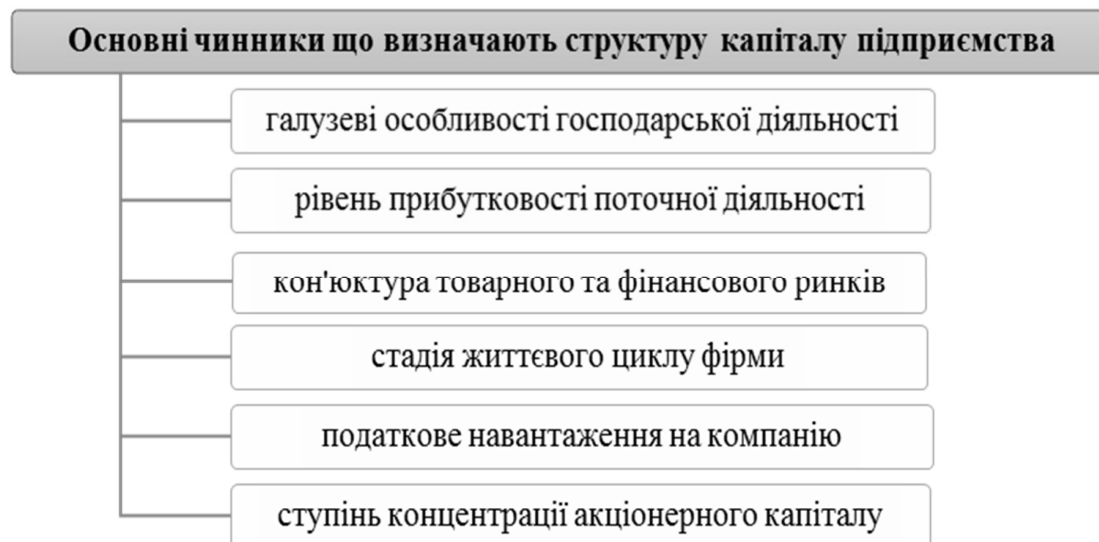 Основні чинники що визначають структуру капіталу підприємства
галузеві особливості господарської діяльності
рівень прибутковості поточної діяльності
кон'юктура товарного та фінансового ринків
стадія життєвого циклу фірми
податкове навантаження на компанію
ступінь концентрації акціонерного капіталу